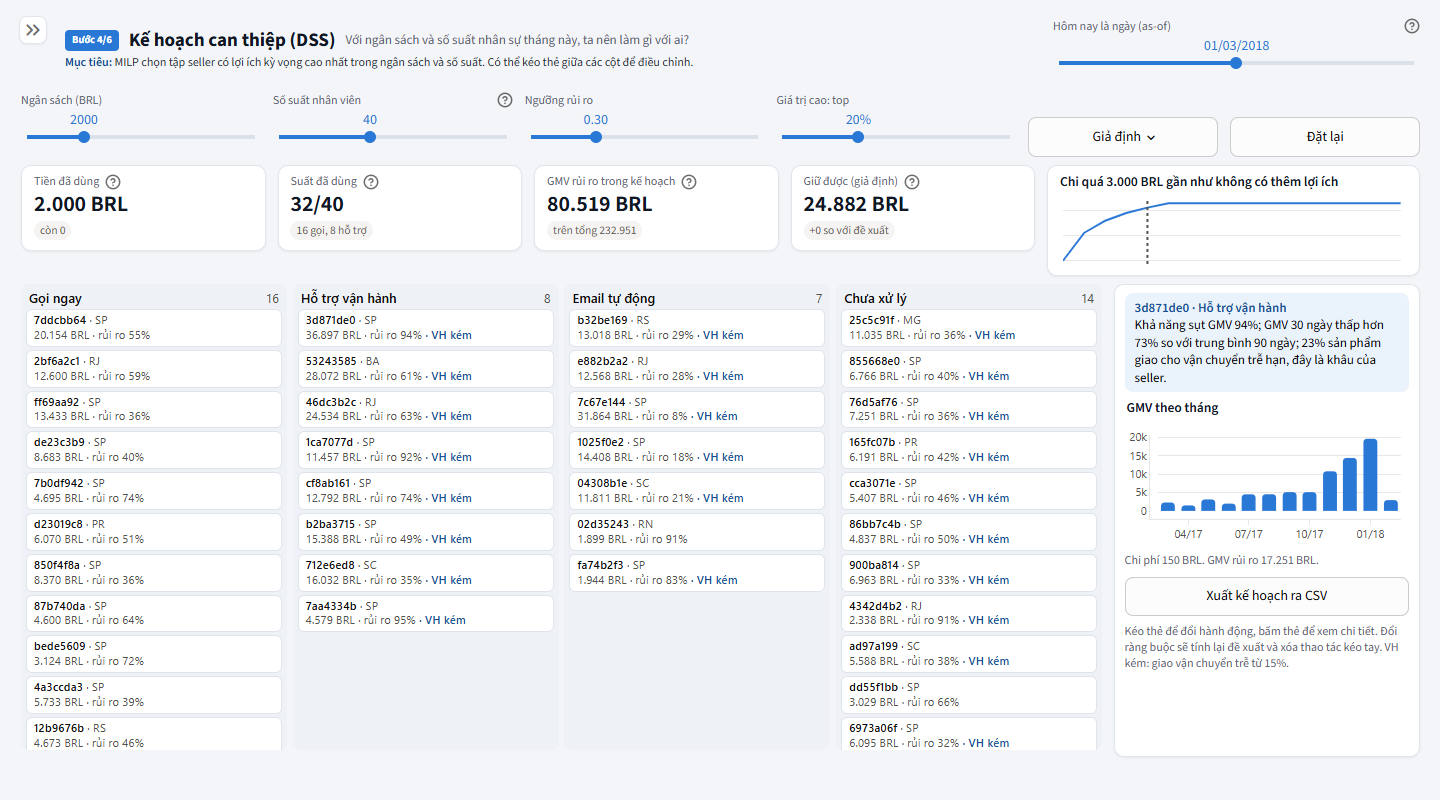 Bước 4/6 Kế hoạch can thiệp (DSS) Với ngân sách và số suất nhân sự tháng này, ta nên làm gì với ai?
Mục tiêu: MILP chọn tập seller có lợi ích kỳ vọng cao nhất trong ngân sách và số suất. Có thể kéo thẻ giữa các cột để điều chỉnh.
Hôm nay là ngày (as-of)
01/03/2018
Ngân sách (BRL)
2000
Số suất nhân viên
40
Ngưỡng rủi ro
0.30
Giá trị cao: top
20%
Giả định
Đặt lại
Tiền đã dùng
2.000 BRL
còn 0
Suất đã dùng
32/40
16 gọi, 8 hỗ trợ
GMV rủi ro trong kế hoạch
80.519 BRL
trên tổng 232.951
Giữ được (giả định)
24.882 BRL
+0 so với đề xuất
Chi quá 3.000 BRL gần như không có thêm lợi ích
Gọi ngay 16
7ddcbb64 · SP
20.154 BRL · rủi ro 55%
2bf6a2c1 · RJ
12.600 BRL · rủi ro 59%
ff69aa92 · SP
13.433 BRL · rủi ro 36%
de23c3b9 · SP
8.683 BRL · rủi ro 40%
7b0df942 · SP
4.695 BRL · rủi ro 74%
d23019c8 · PR
6.070 BRL · rủi ro 51%
850f4f8a · SP
8.370 BRL · rủi ro 36%
87b740da · SP
4.600 BRL · rủi ro 64%
bede5609 · SP
3.124 BRL · rủi ro 72%
4a3ccda3 · SP
5.733 BRL · rủi ro 39%
12b9676b · RS
4.673 BRL · rủi ro 46%
Hỗ trợ vận hành 8
3d871de0 · SP
36.897 BRL · rủi ro 94% · VH kém
53243585 · BA
28.072 BRL · rủi ro 61% · VH kém
46dc3b2c · RJ
24.534 BRL · rủi ro 63% · VH kém
1ca7077d · SP
11.457 BRL · rủi ro 92% · VH kém
cf8ab161 · SP
12.792 BRL · rủi ro 74% · VH kém
b2ba3715 · SP
15.388 BRL · rủi ro 49% · VH kém
712e6ed8 · SC
16.032 BRL · rủi ro 35% · VH kém
7aa4334b · SP
4.579 BRL · rủi ro 95% · VH kém
Email tự động 7
b32be169 · RS
13.018 BRL · rủi ro 29% · VH kém
e882b2a2 · RJ
12.568 BRL · rủi ro 28% · VH kém
7c67e144 · SP
31.864 BRL · rủi ro 8% · VH kém
1025f0e2 · SP
14.408 BRL · rủi ro 18% · VH kém
04308b1e · SC
11.811 BRL · rủi ro 21% · VH kém
02d35243 · RN
1.899 BRL · rủi ro 91%
fa74b2f3 · SP
1.944 BRL · rủi ro 83% · VH kém
Chưa xử lý 14
25c5c91f · MG
11.035 BRL · rủi ro 36% · VH kém
855668e0 · SP
6.766 BRL · rủi ro 40% · VH kém
76d5af76 · SP
7.251 BRL · rủi ro 36% · VH kém
165fc07b · PR
6.191 BRL · rủi ro 42% · VH kém
cca3071e · SP
5.407 BRL · rủi ro 46% · VH kém
86bb7c4b · SP
4.837 BRL · rủi ro 50% · VH kém
900ba814 · SP
6.963 BRL · rủi ro 33% · VH kém
4342d4b2 · RJ
2.338 BRL · rủi ro 91% · VH kém
ad97a199 · SC
5.588 BRL · rủi ro 38% · VH kém
dd55f1bb · SP
3.029 BRL · rủi ro 66%
6973a06f · SP
6.095 BRL · rủi ro 32% · VH kém
3d871de0 · Hỗ trợ vận hành
Khả năng sụt GMV 94%; GMV 30 ngày thấp hơn
73% so với trung bình 90 ngày; 23% sản phẩm
giao cho vận chuyển trễ hạn, đây là khâu của
seller.
GMV theo tháng
20k
15k
10k
5k
0
04/17 07/17 10/17 01/18
Chi phí 150 BRL. GMV rủi ro 17.251 BRL.
Xuất kế hoạch ra CSV
Kéo thẻ để đổi hành động, bấm thẻ để xem chi tiết. Đổi
ràng buộc sẽ tính lại đề xuất và xóa thao tác kéo tay. VH
kém: giao vận chuyển trễ từ 15%.